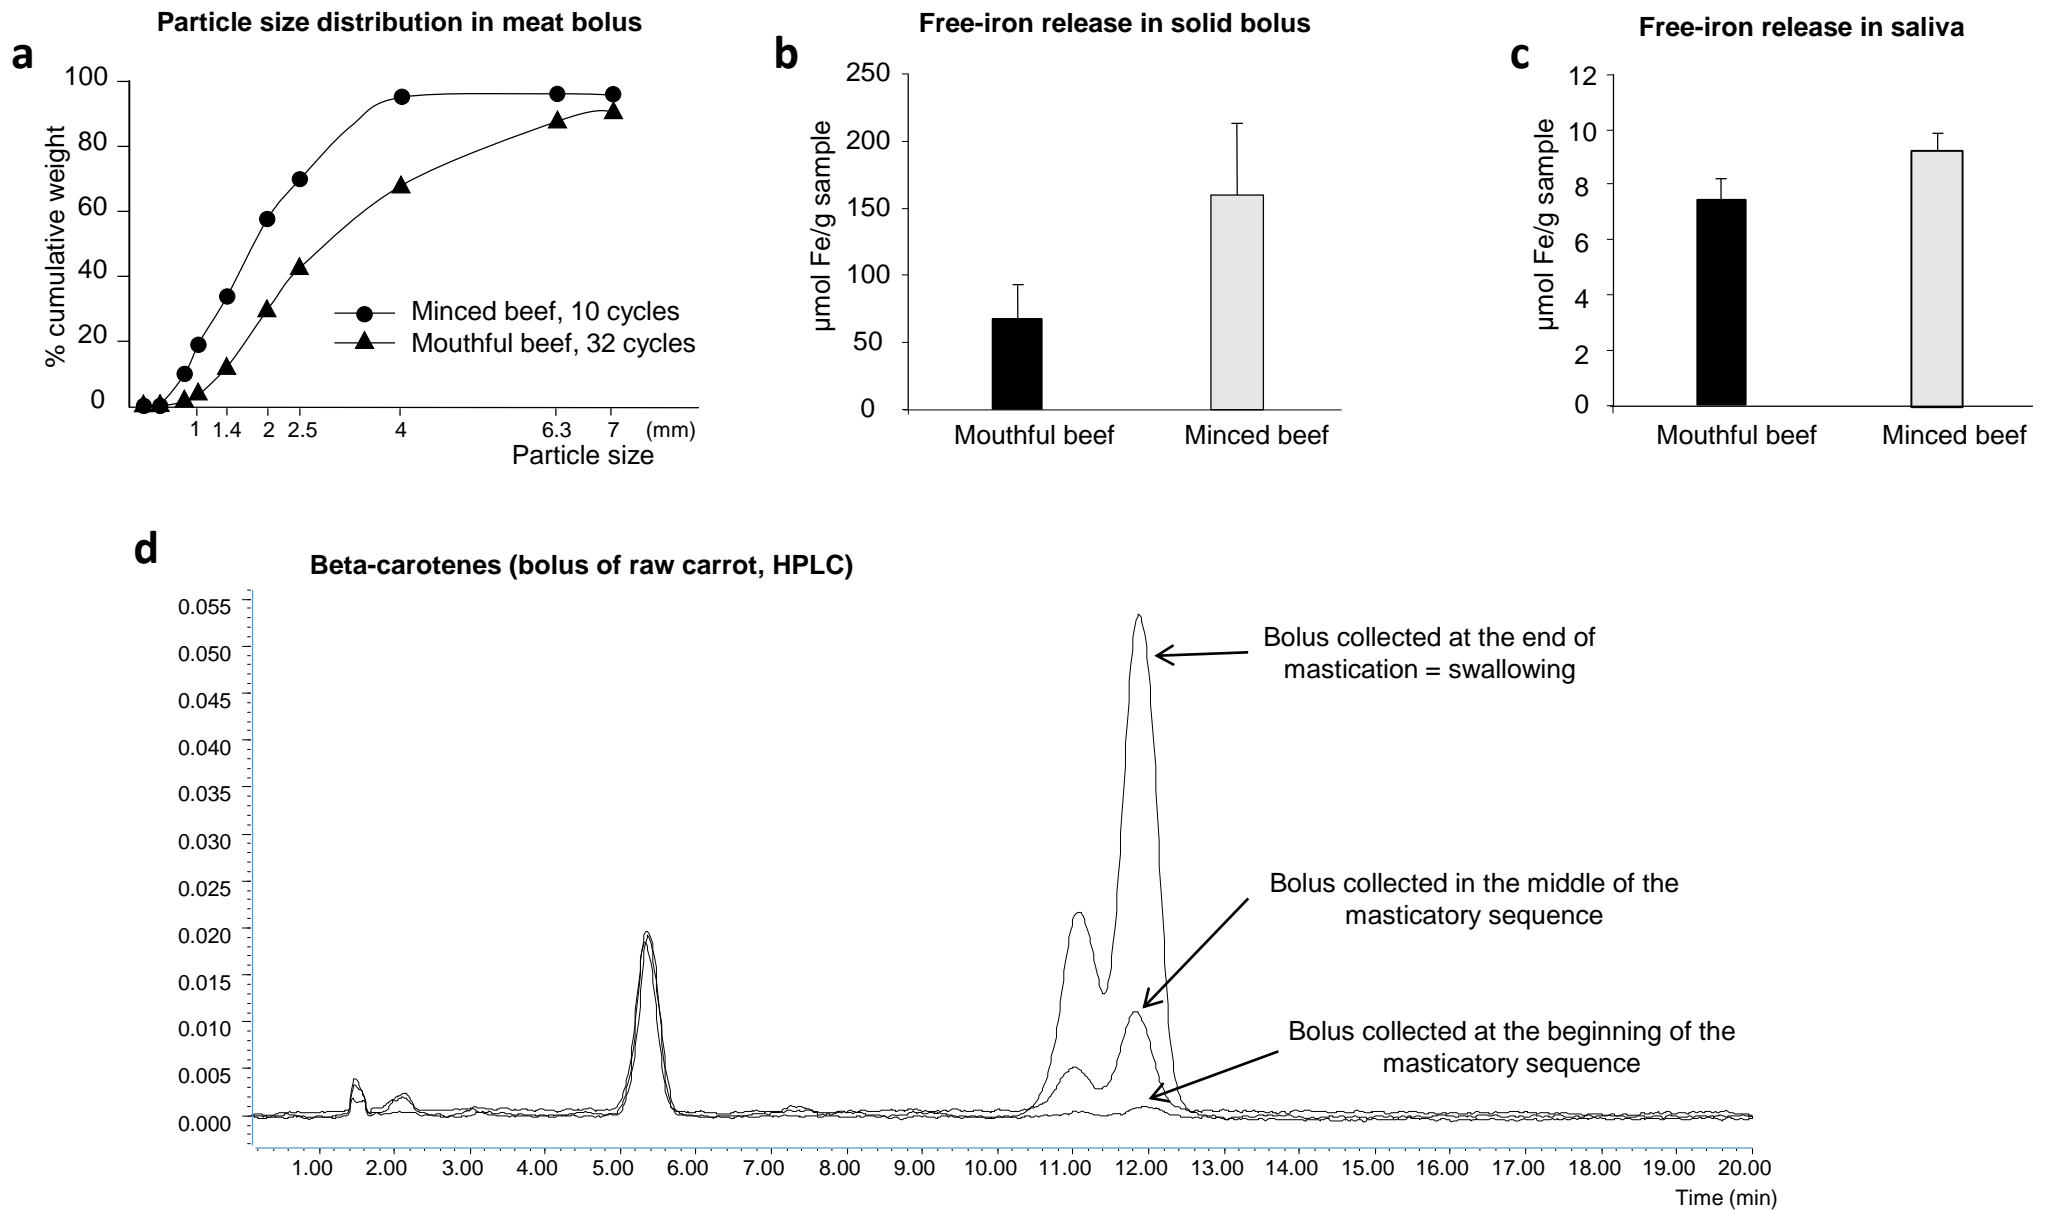 Particle size distribution in meat bolus
a
100
80
60
40
20
0
% cumulative weight
Minced beef, 10 cycles
Mouthful beef, 32 cycles
1 1.4 2 2.5 4 6.3 7 (mm)
Particle size
Free-iron release in solid bolus
b
250
200
150
100
50
0
µmol Fe/g sample
Mouthful beef Minced beef
Free-iron release in saliva
c
12
10
8
6
4
2
0
µmol Fe/g sample
Mouthful beef Minced beef
d
Beta-carotenes (bolus of raw carrot, HPLC)
0.055
0.050
0.045
0.040
0.035
0.030
0.025
0.020
0.015
0.010
0.005
0.000
Bolus collected at the end of
mastication = swallowing
Bolus collected in the middle of the
masticatory sequence
Bolus collected at the beginning of the
masticatory sequence
1.00 2.00 3.00 4.00 5.00 6.00 7.00 8.00 9.00 10.00 11.00 12.00 13.00 14.00 15.00 16.00 17.00 18.00 19.00 20.00
Time (min)